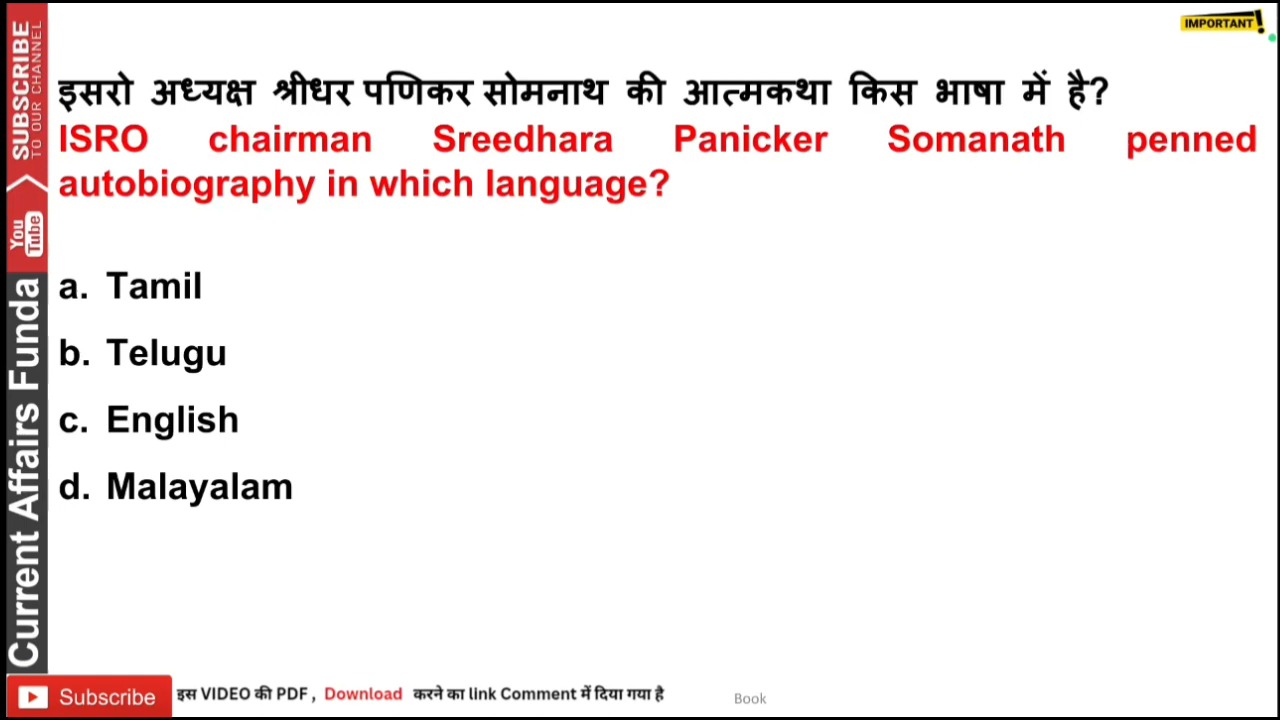 IMPORTANT!
इसरो अध्यक्ष श्रीधर पणिकर सोमनाथ की आत्मकथा किस भाषा में है?
ISRO chairman Sreedhara Panicker Somanath penned
autobiography in which language?
a. Tamil
b. Telugu
c. English
d. Malayalam
SUBSCRIBE
TO OUR CHANNEL
You
Tube
Current Affairs Funda
Subscribe
इस VIDEO की PDF , Download करने का link Comment में दिया गया है
Book